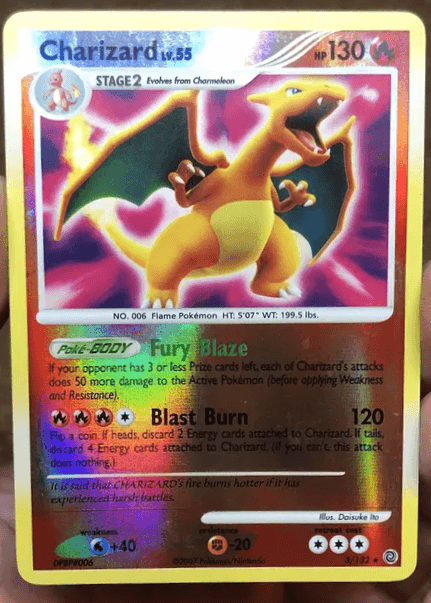 Charizard LV.55 HP 130
STAGE2 Evolves from Charmeleon
NO. 006 Flame Pokémon HT: 5'07" WT: 199.5 lbs.
Poké-BODY Fury Blaze
If your opponent has 3 or less Prize cards left, each of Charizard's attacks
does 50 more damage to the Active Pokémon (before applying Weakness
and Resistance).
Blast Burn 120
Flip a coin. If heads, discard 2 Energy cards attached to Charizard. If tails,
discard 4 Energy cards attached to Charizard. (If you can't, this attack
does nothing.)
It is said that CHARIZARD's fire burns hotter if it has
experienced harsh battles.
Illus. Daisuke Ito
weakness resistance retreat cost
+40 -20
DPBP#006 ©2007 Pokémon/Nintendo 3/132